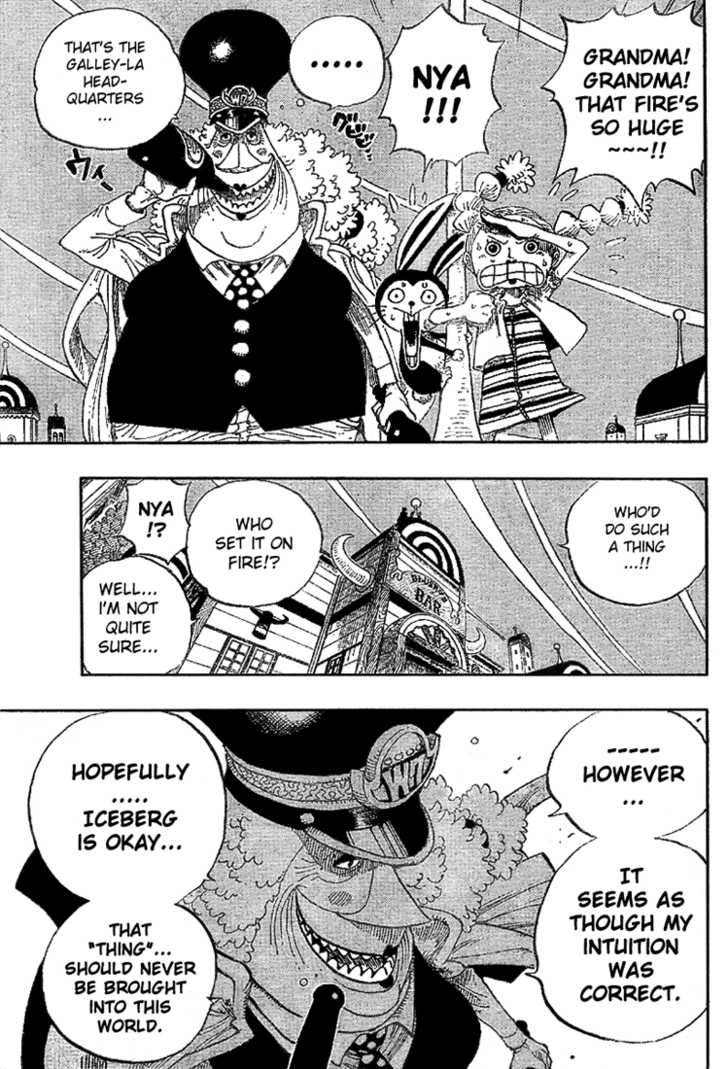 GRANDMA!
GRANDMA!
THAT FIRE'S
SO HUGE
~~~!!
NYA
!!!
.....
THAT'S THE
GALLEY-LA
HEAD-
QUARTERS
...
WHO'D
DO SUCH
A THING
...!!
WHO
SET IT ON
FIRE!?
NYA
!?
WELL...
I'M NOT
QUITE
SURE...
BAR
-----
HOWEVER
...
IT
SEEMS AS
THOUGH MY
INTUITION
WAS
CORRECT.
HOPEFULLY
.....
ICEBERG
IS OKAY...
THAT
"THING"...
SHOULD NEVER
BE BROUGHT
INTO THIS
WORLD.